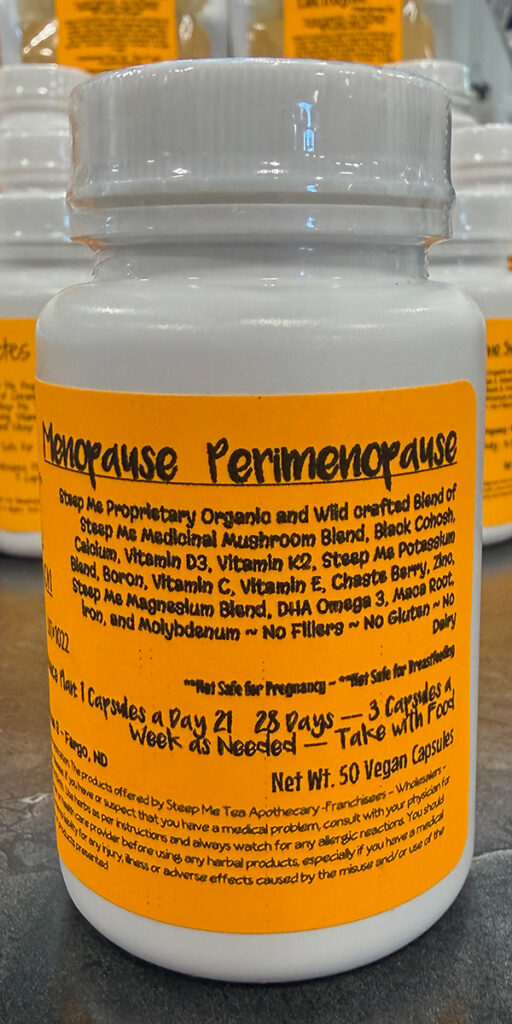 Menopause Perimenopause
Steep Me Proprietary Organic and Wild crafted Blend of
Steep Me Medicinal Mushroom Blend, Black Cohosh,
Calcium, Vitamin D3, Vitamin K2, Steep Me Potassium
Blend, Boron, Vitamin C, Vitamin E, Chaste Berry, Zinc,
Steep Me Magnesium Blend, DHA Omega 3, Maca Root,
Iron, and Molybdenum ~ No Fillers ~ No Gluten ~ No
Dairy
**Not Safe for Pregnancy ~ **Not Safe for Breastfeeding
Plant 1 Capsules a Day 21 28 Days — 3 Capsules a
Week as Needed — Take with Food
- Fargo, ND
Net Wt. 50 Vegan Capsules
The products offered by Steep Me Tea Apothecary -Franchisees - Wholesalers -
if you have or suspect that you have a medical problem, consult with your physician for
Use herbs as per instructions and always watch for any allergic reactions. You should
health care provider before using any herbal products, especially if you have a medical
for any injury, illness or adverse effects caused by the misuse and/or use of the
products presented